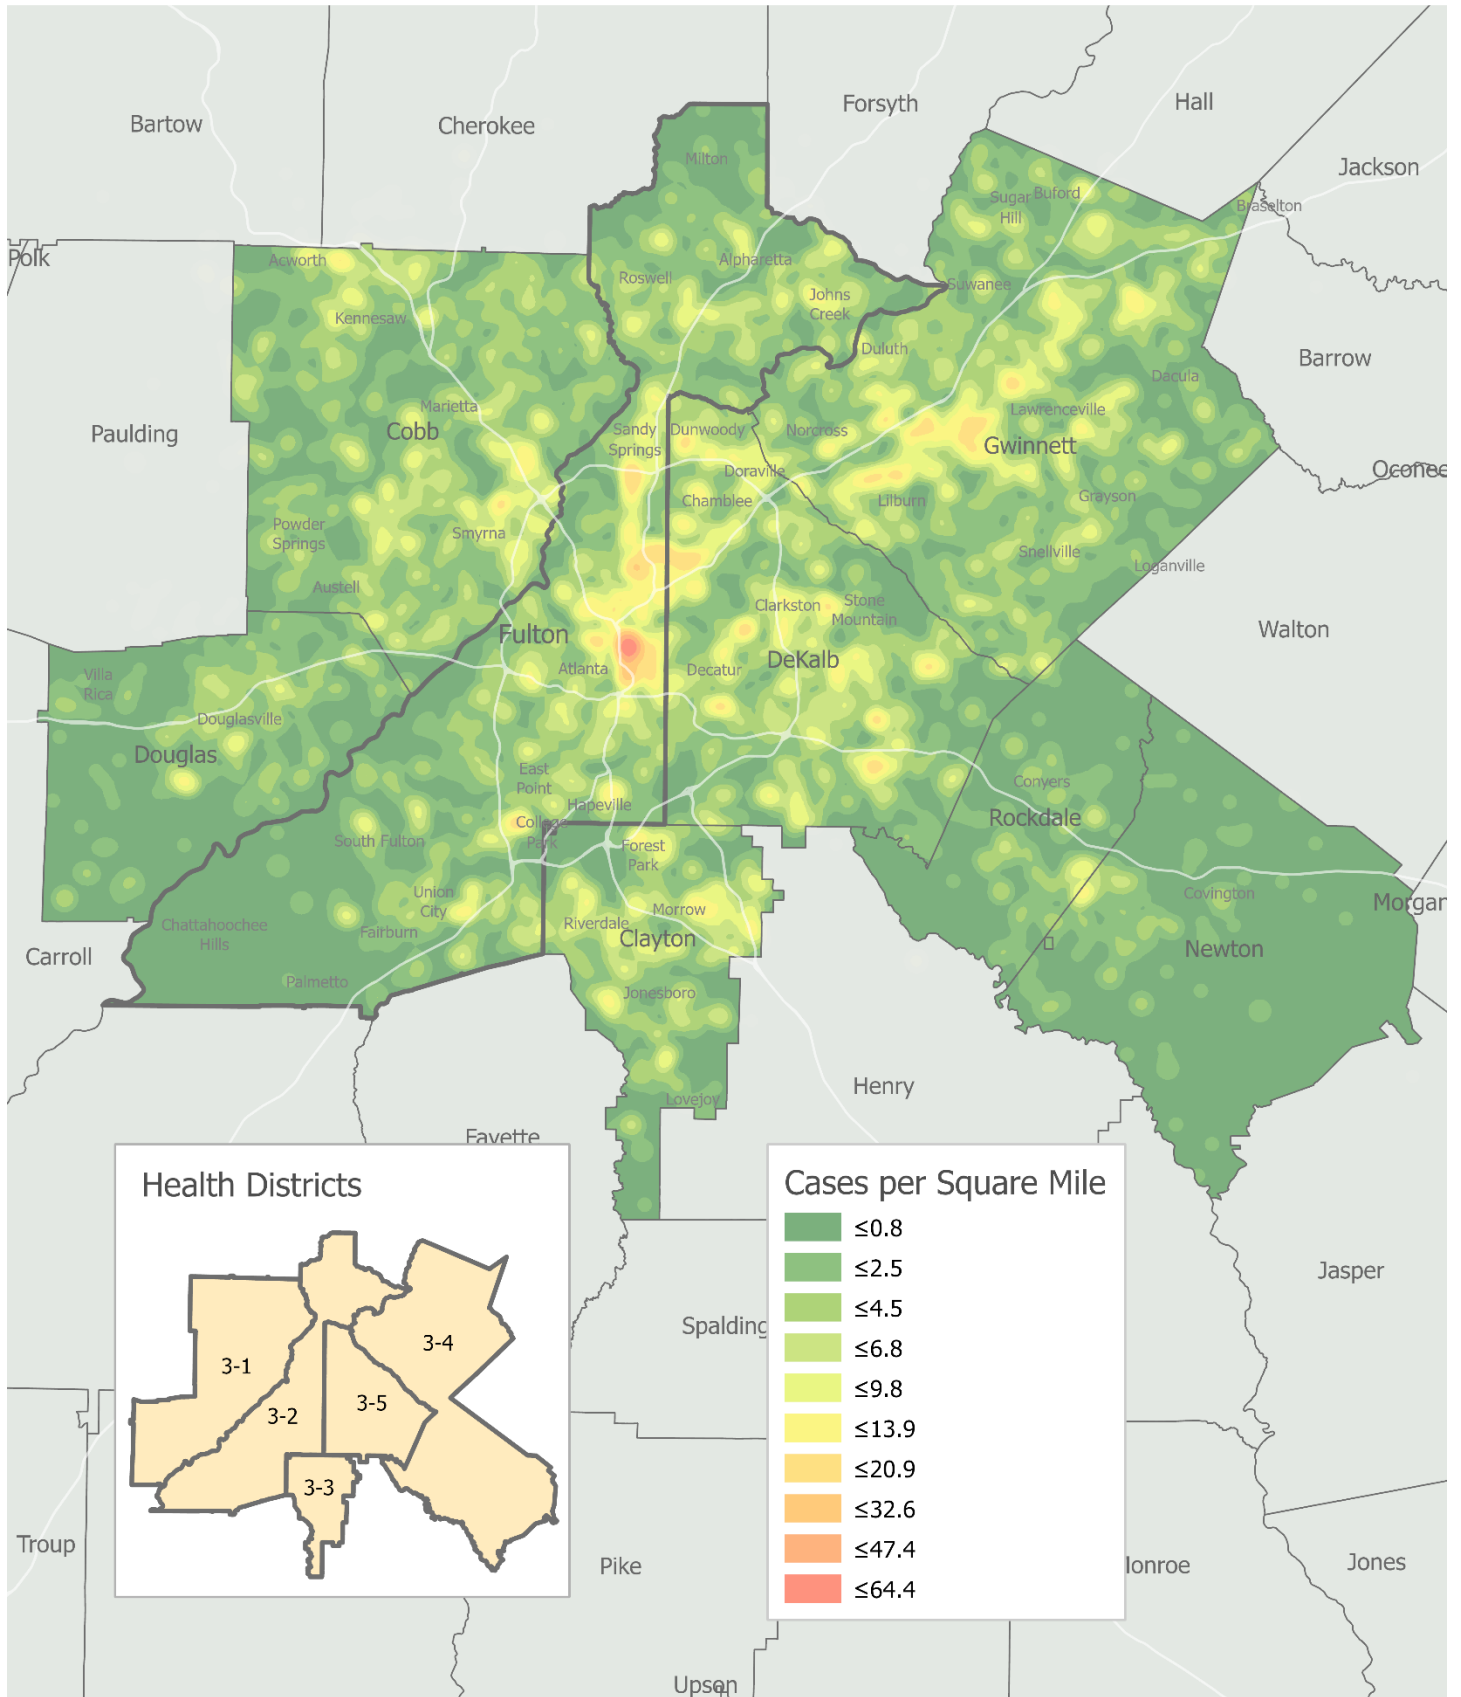 Forsyth
Hall
Bartow
Cherokee
Milton
Jackson
Sugar
Hill
Buford
Braselton
Polk
Acworth
Alpharetta
Roswell
Suwanee
Johns
Creek
Kennesaw
Duluth
Barrow
Dacula
Marietta
Lawrenceville
Paulding
Cobb
Sandy
Springs
Dunwoody
Norcross
Gwinnett
Doraville
Oconee
Chamblee
Lilburn
Grayson
Powder
Springs
Smyrna
Snellville
Loganville
Austell
Clarkston
Stone
Mountain
Fulton
Walton
Atlanta
Decatur
DeKalb
Villa
Rica
Douglasville
Douglas
East
Point
Conyers
Hapeville
Rockdale
College
Park
South Fulton
Forest
Park
Union
City
Covington
Morgan
Morrow
Chattahoochee
Hills
Fairburn
Riverdale
Clayton
Newton
Carroll
Palmetto
Jonesboro
Henry
Lovejoy
Fayette
Health Districts
3-1
3-2
3-3
3-4
3-5
Cases per Square Mile
≤0.8
≤2.5
≤4.5
≤6.8
≤9.8
≤13.9
≤20.9
≤32.6
≤47.4
≤64.4
Jasper
Spalding
Troup
Pike
onroe
Jones
Upson